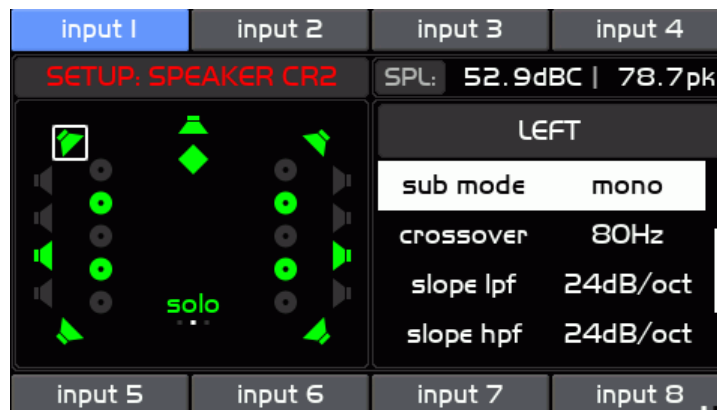 input 1 input 2 input 3 input 4
SETUP: SPEAKER CR2 SPL: 52.9dBC | 78.7pk
LEFT
sub mode mono
crossover 80Hz
slope lpf 24dB/oct
solo
slope hpf 24dB/oct
input 5 input 6 input 7 input 8